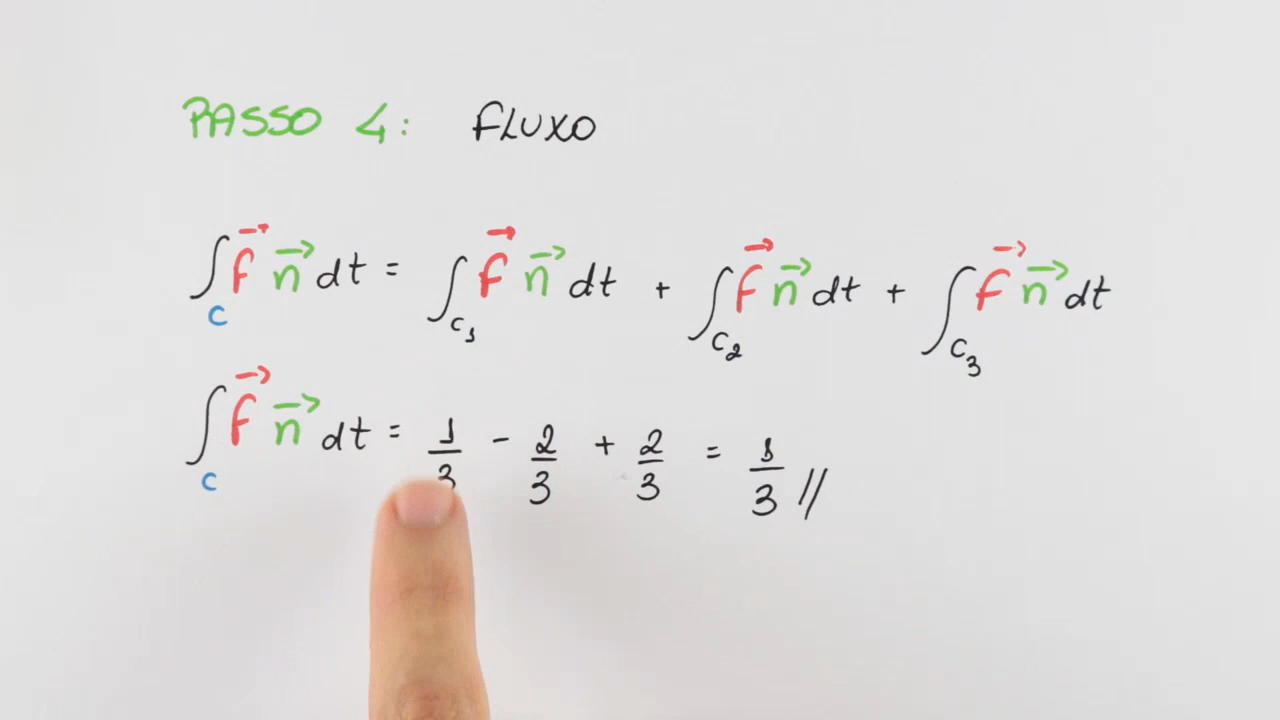 PASSO 4: FLUXO
∫_C f⃗ n⃗ dt = ∫_C₁ f⃗ n⃗ dt + ∫_C₂ f⃗ n⃗ dt + ∫_C₃ f⃗ n⃗ dt
∫_C f⃗ n⃗ dt = 1/3 - 2/3 + 2/3 = 1/3 //